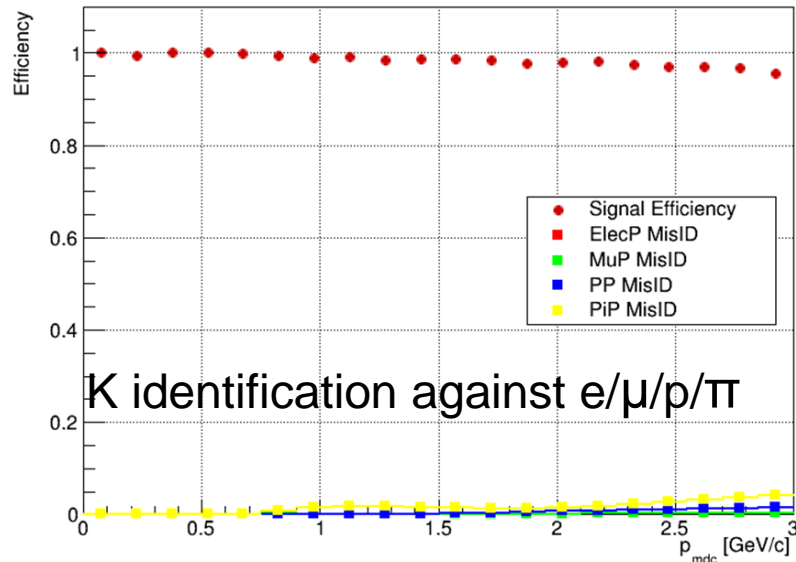 Efficiency
1
0.8
0.6
0.4
0.2
0
Signal Efficiency
ElecP MisID
MuP MisID
PP MisID
PiP MisID
K identification against e/μ/p/π
0 0.5 1 1.5 2 2.5 3
p_mdc [GeV/c]